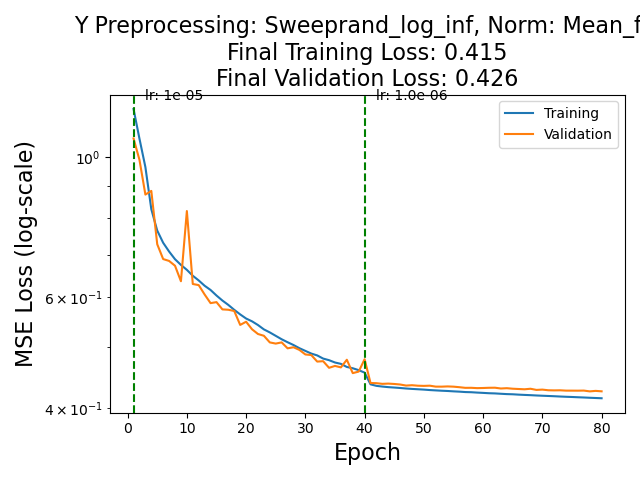 Y Preprocessing: Sweeprand_log_inf, Norm: Mean_f
Final Training Loss: 0.415
Final Validation Loss: 0.426
lr: 1e-05
lr: 1.0e-06
Training
Validation
10⁰
6 × 10⁻¹
4 × 10⁻¹
MSE Loss (log-scale)
0 10 20 30 40 50 60 70 80
Epoch